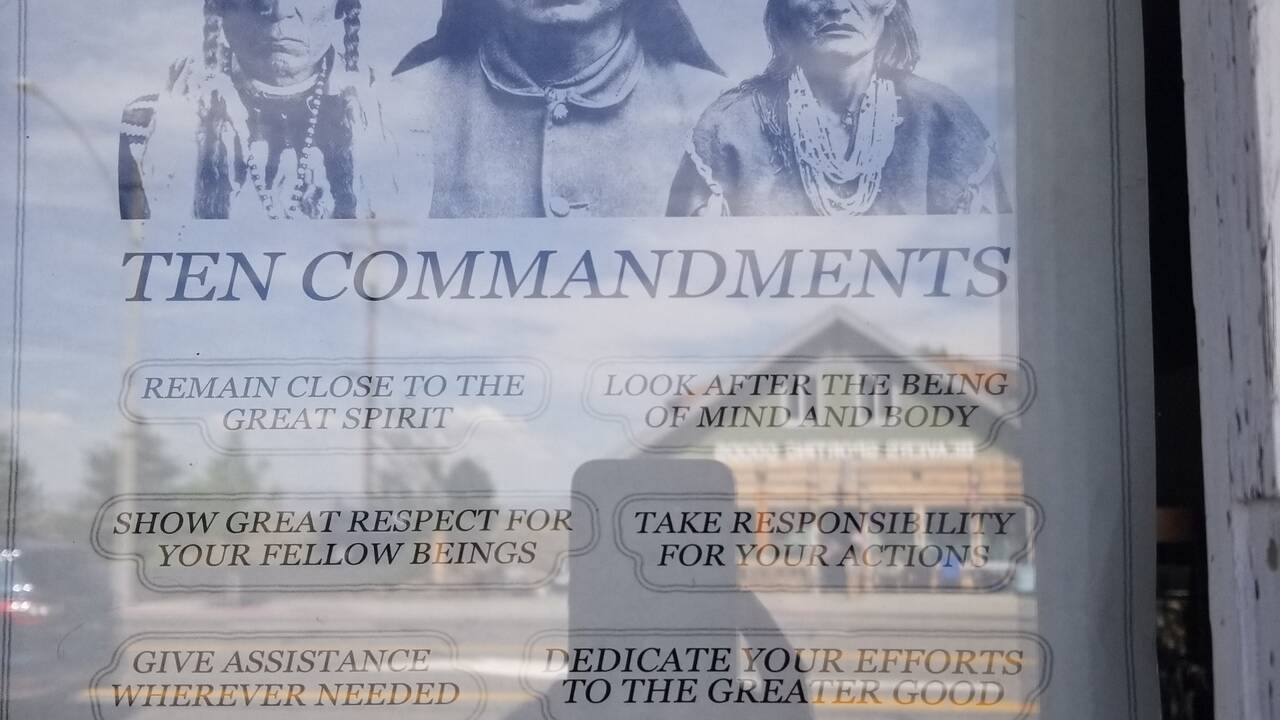 TEN COMMANDMENTS
REMAIN CLOSE TO THE
GREAT SPIRIT
LOOK AFTER THE BEING
OF MIND AND BODY
SHOW GREAT RESPECT FOR
YOUR FELLOW BEINGS
TAKE RESPONSIBILITY
FOR YOUR ACTIONS
GIVE ASSISTANCE
WHEREVER NEEDED
DEDICATE YOUR EFFORTS
TO THE GREATER GOOD